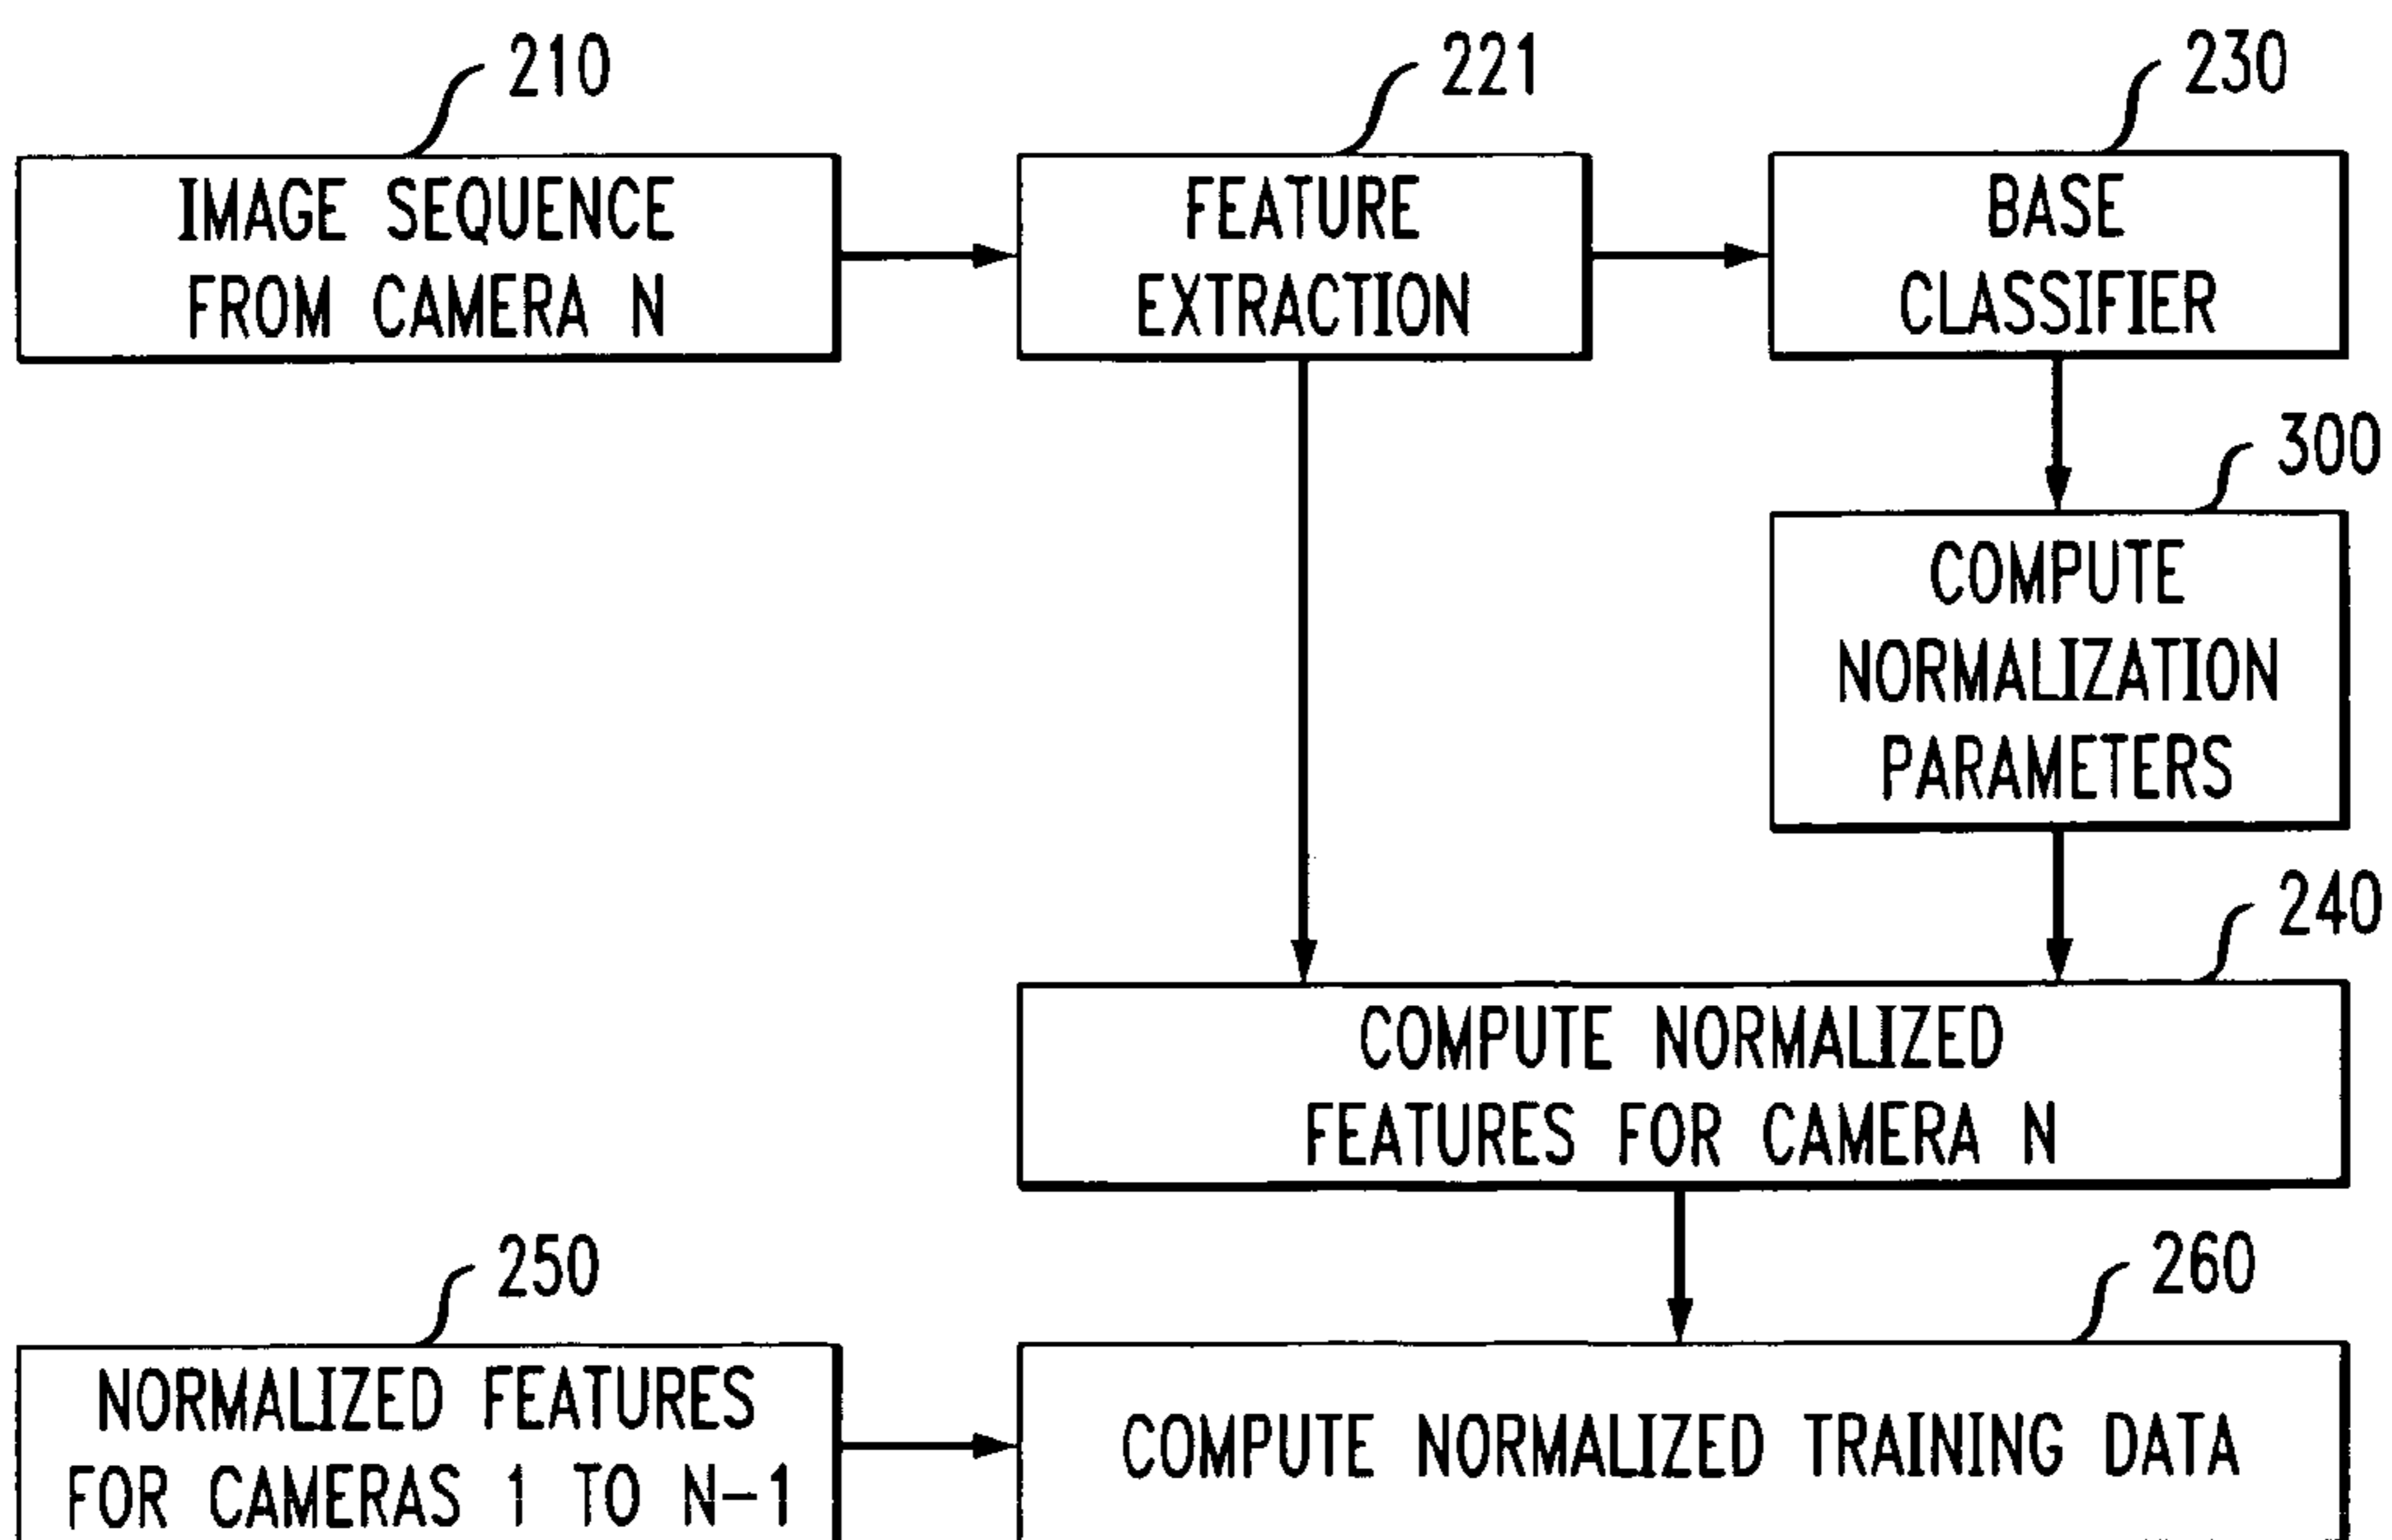 210
IMAGE SEQUENCE
FROM CAMERA N
221
FEATURE
EXTRACTION
230
BASE
CLASSIFIER
300
COMPUTE
NORMALIZATION
PARAMETERS
240
COMPUTE NORMALIZED
FEATURES FOR CAMERA N
250
NORMALIZED FEATURES
FOR CAMERAS 1 TO N-1
260
COMPUTE NORMALIZED TRAINING DATA